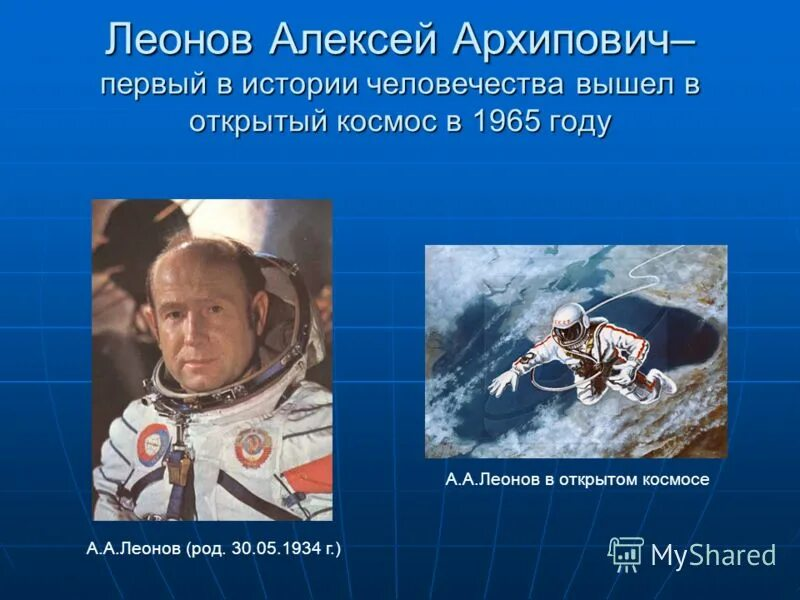 Леонов Алексей Архипович–
первый в истории человечества вышел в
открытый космос в 1965 году
СССР
А.А.Леонов в открытом космосе
А.А.Леонов (род. 30.05.1934 г.)
MyShared